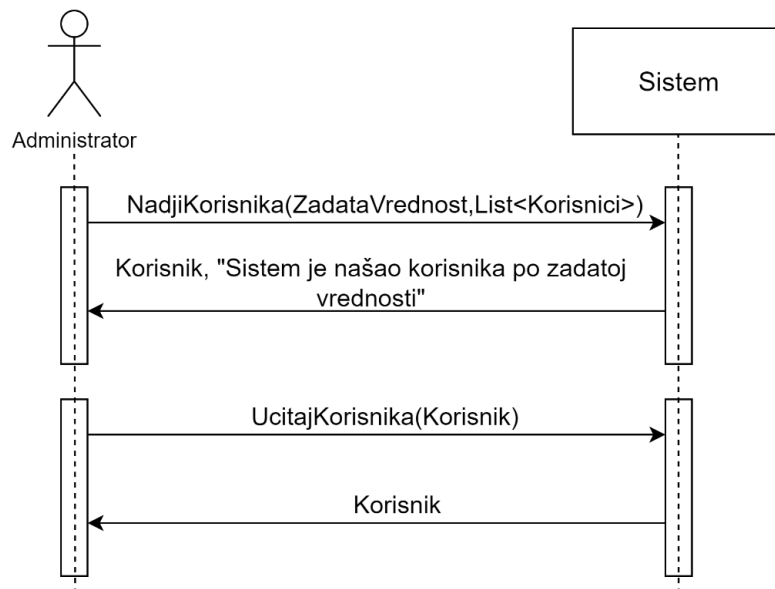 Sistem
Administrator
NadjiKorisnika(ZadataVrednost,List<Korisnici>)
Korisnik, "Sistem je našao korisnika po zadatoj
vrednosti"
UcitajKorisnika(Korisnik)
Korisnik